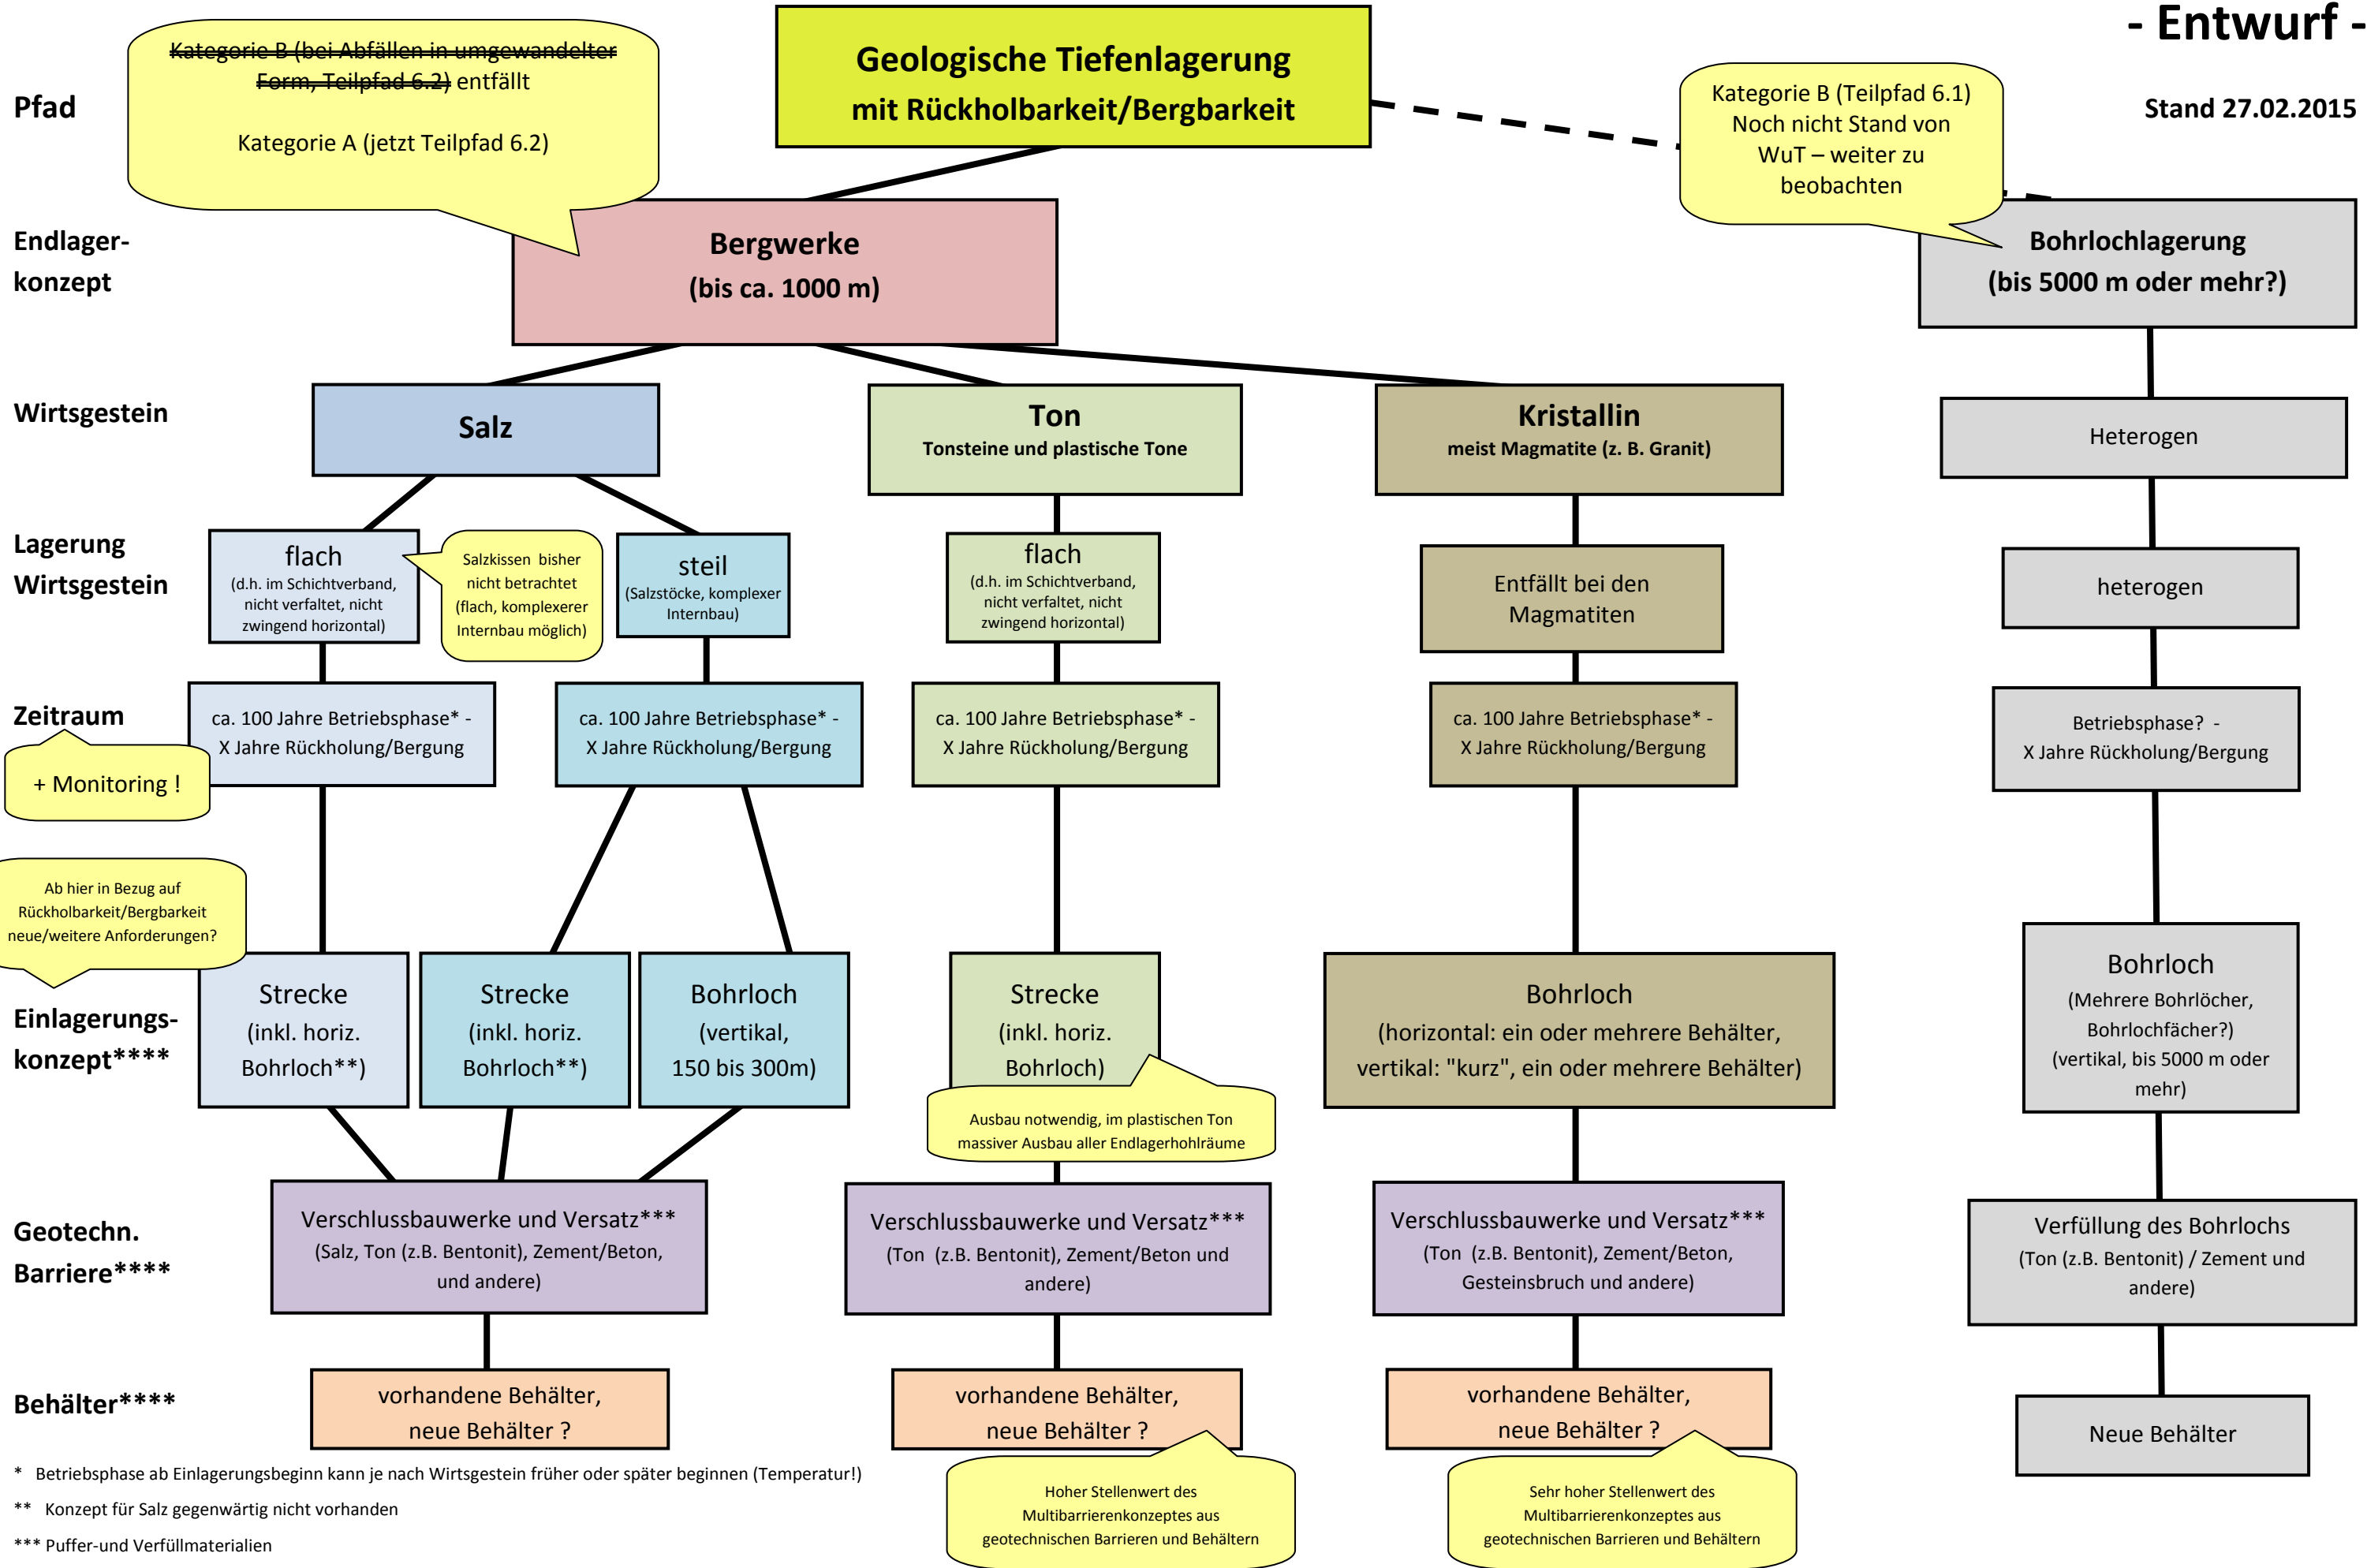 - Entwurf -
Stand 27.02.2015
Pfad
Kategorie B (bei Abfällen in umgewandelter
Form, Teilpfad 6.2) entfällt
Kategorie A (jetzt Teilpfad 6.2)
Geologische Tiefenlagerung
mit Rückholbarkeit/Bergbarkeit
Kategorie B (Teilpfad 6.1)
Noch nicht Stand von
WuT – weiter zu
beobachten
Endlager-
konzept
Bergwerke
(bis ca. 1000 m)
Bohrlochlagerung
(bis 5000 m oder mehr?)
Wirtsgestein
Salz
Ton
Tonsteine und plastische Tone
Kristallin
meist Magmatite (z. B. Granit)
Heterogen
Lagerung
Wirtsgestein
flach
(d.h. im Schichtverband,
nicht verfaltet, nicht
zwingend horizontal)
Salzkissen bisher
nicht betrachtet
(flach, komplexerer
Internbau möglich)
steil
(Salzstöcke, komplexer
Internbau)
flach
(d.h. im Schichtverband,
nicht verfaltet, nicht
zwingend horizontal)
Entfällt bei den
Magmatiten
heterogen
Zeitraum
+ Monitoring !
ca. 100 Jahre Betriebsphase* -
X Jahre Rückholung/Bergung
ca. 100 Jahre Betriebsphase* -
X Jahre Rückholung/Bergung
ca. 100 Jahre Betriebsphase* -
X Jahre Rückholung/Bergung
ca. 100 Jahre Betriebsphase* -
X Jahre Rückholung/Bergung
Betriebsphase? -
X Jahre Rückholung/Bergung
Ab hier in Bezug auf
Rückholbarkeit/Bergbarkeit
neue/weitere Anforderungen?
Einlagerungs-
konzept****
Strecke
(inkl. horiz.
Bohrloch**)
Strecke
(inkl. horiz.
Bohrloch**)
Bohrloch
(vertikal,
150 bis 300m)
Strecke
(inkl. horiz.
Bohrloch)
Ausbau notwendig, im plastischen Ton
massiver Ausbau aller Endlagerhohlräume
Bohrloch
(horizontal: ein oder mehrere Behälter,
vertikal: "kurz", ein oder mehrere Behälter)
Bohrloch
(Mehrere Bohrlöcher,
Bohrlochfächer?)
(vertikal, bis 5000 m oder
mehr)
Geotechn.
Barriere****
Verschlussbauwerke und Versatz***
(Salz, Ton (z.B. Bentonit), Zement/Beton,
und andere)
Verschlussbauwerke und Versatz***
(Ton (z.B. Bentonit), Zement/Beton und
andere)
Verschlussbauwerke und Versatz***
(Ton (z.B. Bentonit), Zement/Beton,
Gesteinsbruch und andere)
Verfüllung des Bohrlochs
(Ton (z.B. Bentonit) / Zement und
andere)
Behälter****
vorhandene Behälter,
neue Behälter ?
vorhandene Behälter,
neue Behälter ?
vorhandene Behälter,
neue Behälter ?
Neue Behälter
Hoher Stellenwert des
Multibarrierenkonzeptes aus
geotechnischen Barrieren und Behältern
Sehr hoher Stellenwert des
Multibarrierenkonzeptes aus
geotechnischen Barrieren und Behältern
* Betriebsphase ab Einlagerungsbeginn kann je nach Wirtsgestein früher oder später beginnen (Temperatur!)
** Konzept für Salz gegenwärtig nicht vorhanden
*** Puffer-und Verfüllmaterialien